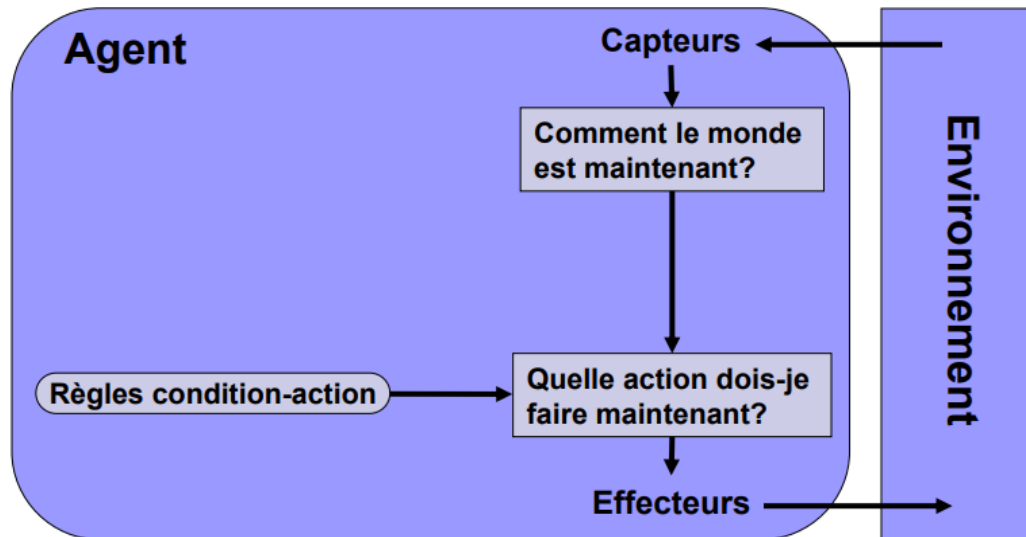 Agent
Capteurs
Comment le monde
est maintenant?
Environnement
Règles condition-action
Quelle action dois-je
faire maintenant?
Effecteurs